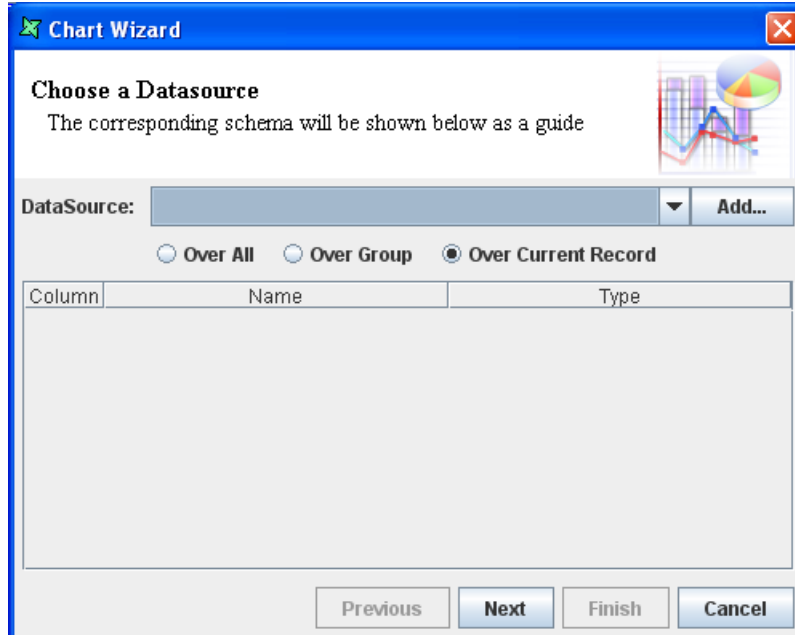 Chart Wizard
Choose a Datasource
The corresponding schema will be shown below as a guide
DataSource: Add...
Over All Over Group Over Current Record
Column Name Type
Previous Next Finish Cancel